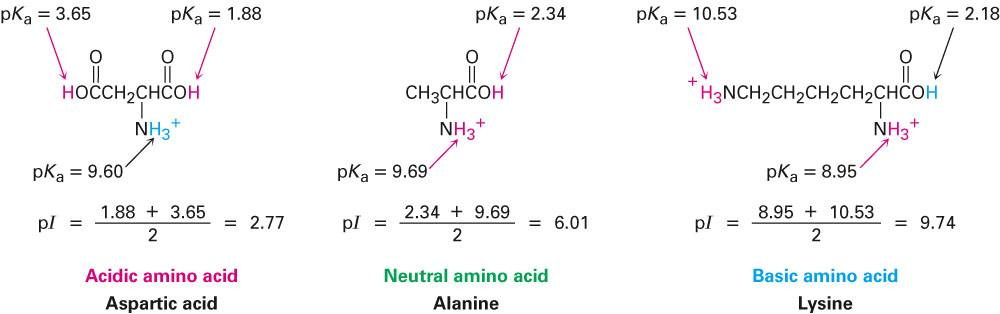 pKa = 3.65 pKa = 1.88 pKa = 2.34 pKa = 10.53 pKa = 2.18
O O O O
HOCCH2CHCOH CH3CHCOH +H3NCH2CH2CH2CH2CHCOH
NH3+ NH3+ NH3+
pKa = 9.60 pKa = 9.69 pKa = 8.95
pI = 1.88 + 3.65 / 2 = 2.77 pI = 2.34 + 9.69 / 2 = 6.01 pI = 8.95 + 10.53 / 2 = 9.74
Acidic amino acid Neutral amino acid Basic amino acid
Aspartic acid Alanine Lysine